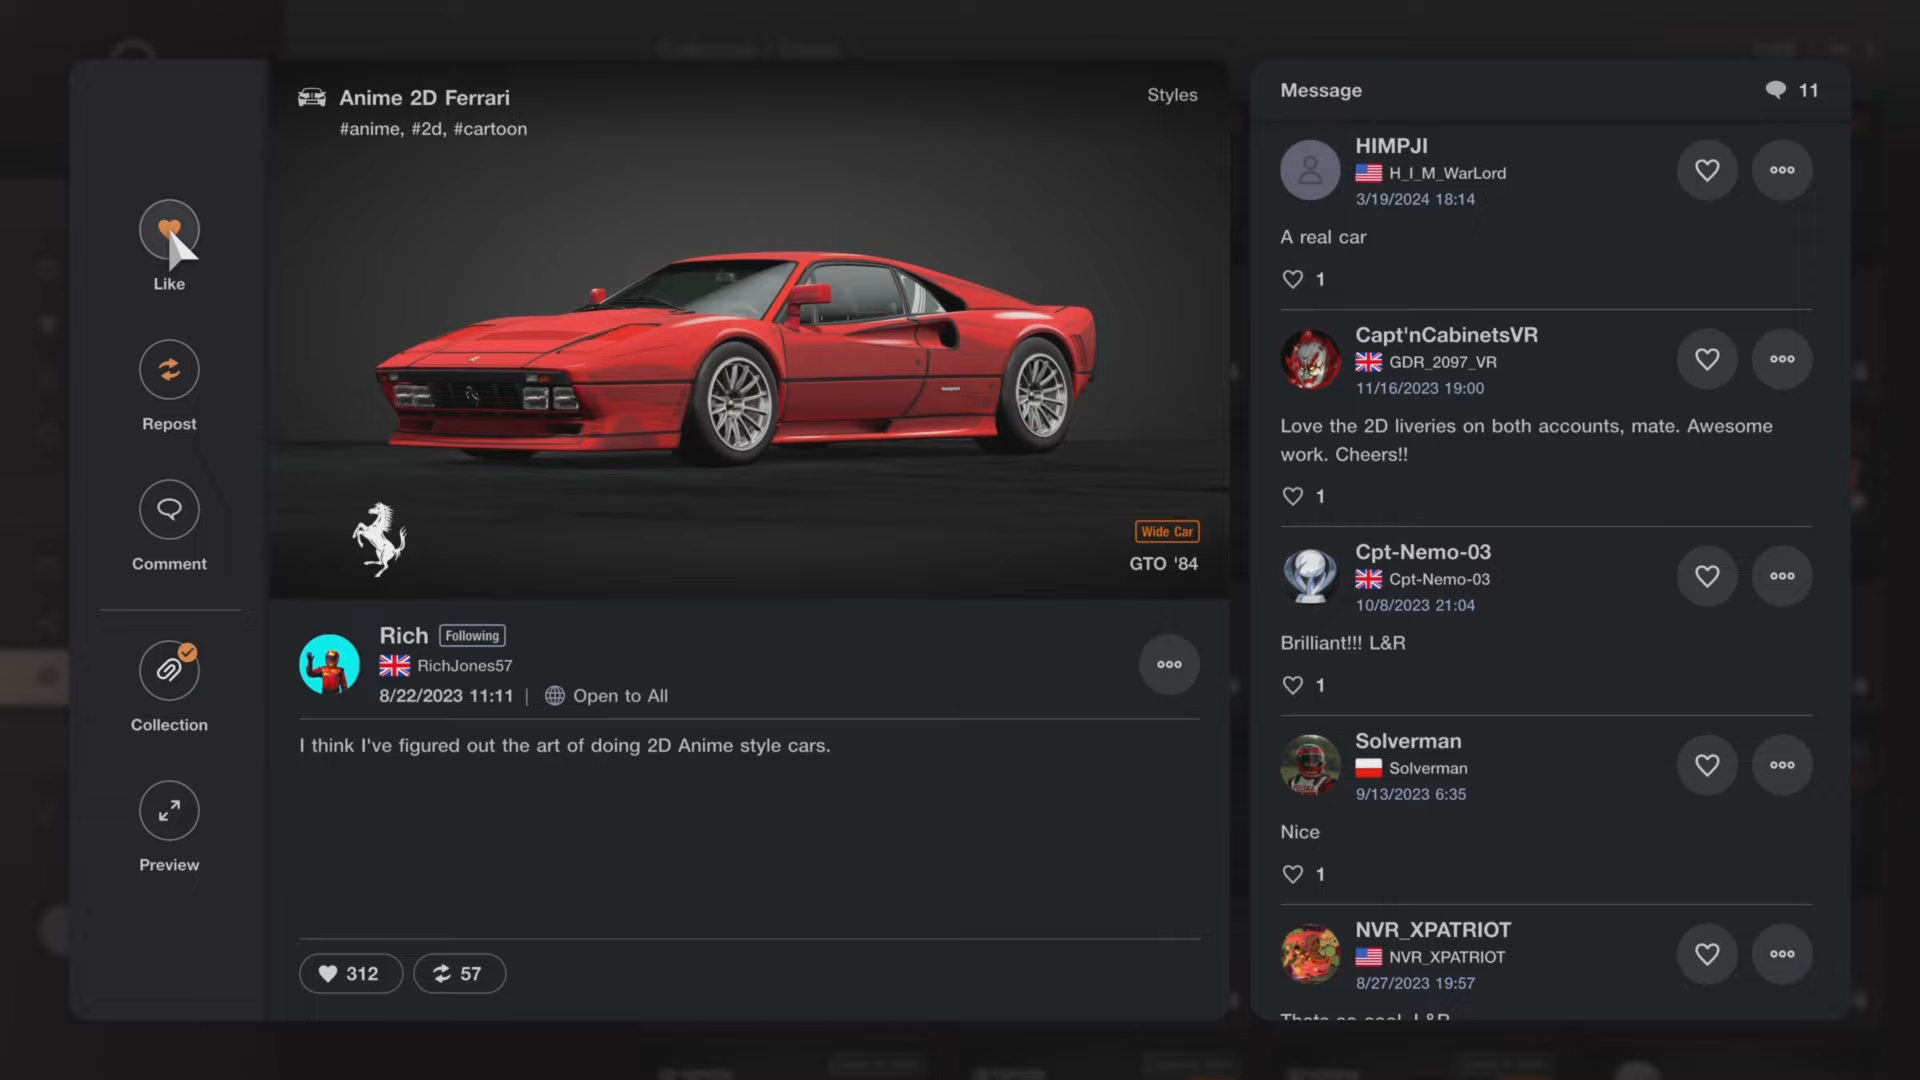 Like
Repost
Comment
Collection
Preview
Anime 2D Ferrari
#anime, #2d, #cartoon
Styles
Wide Car
GTO '84
Rich Following
RichJones57
8/22/2023 11:11 | Open to All
I think I've figured out the art of doing 2D Anime style cars.
312 57
Message 11
HIMPJI
H_I_M_WarLord
3/19/2024 18:14
A real car
1
Capt'nCabinetsVR
GDR_2097_VR
11/16/2023 19:00
Love the 2D liveries on both accounts, mate. Awesome
work. Cheers!!
1
Cpt-Nemo-03
Cpt-Nemo-03
10/8/2023 21:04
Brilliant!!! L&R
1
Solverman
Solverman
9/13/2023 6:35
Nice
1
NVR_XPATRIOT
NVR_XPATRIOT
8/27/2023 19:57
Thats so cool. L&R